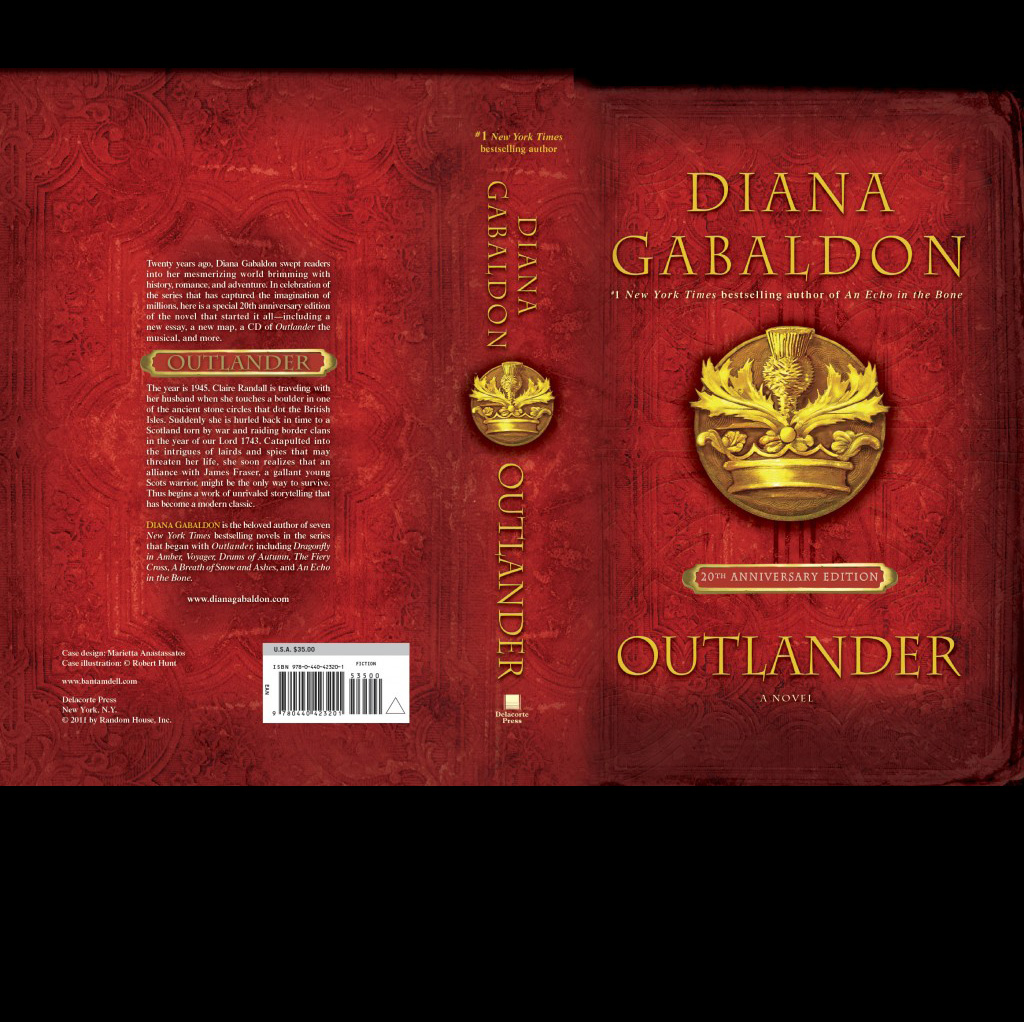 Twenty years ago, Diana Gabaldon swept readers
into her mesmerizing world brimming with
history, romance, and adventure. In celebration of
the series that has captured the imagination of
millions, here is a special 20th anniversary edition
of the novel that started it all—including a
new essay, a new map, a CD of Outlander the
musical, and more.
OUTLANDER
The year is 1945. Claire Randall is traveling with
her husband when she touches a boulder in one
of the ancient stone circles that dot the British
Isles. Suddenly she is hurled back in time to a
Scotland torn by war and raiding border clans
in the year of our Lord 1743. Catapulted into
the intrigues of lairds and spies that may
threaten her life, she soon realizes that an
alliance with James Fraser, a gallant young
Scots warrior, might be the only way to survive.
Thus begins a work of unrivaled storytelling that
has become a modern classic.
DIANA GABALDON is the beloved author of seven
New York Times bestselling novels in the series
that began with Outlander, including Dragonfly
in Amber, Voyager, Drums of Autumn, The Fiery
Cross, A Breath of Snow and Ashes, and An Echo
in the Bone.
www.dianagabaldon.com
Case design: Marietta Anastassatos
Case illustration: © Robert Hunt
www.bantamdell.com
Delacorte Press
New York, N.Y.
© 2011 by Random House, Inc.
U.S.A. $35.00
ISBN 978-0-440-42320-1
FICTION
53500
EAN
9 780440 423201
#1 New York Times
bestselling author
DIANA
GABALDON
OUTLANDER
Delacorte
Press
DIANA
GABALDON
#1 New York Times bestselling author of An Echo in the Bone
20TH ANNIVERSARY EDITION
OUTLANDER
A NOVEL